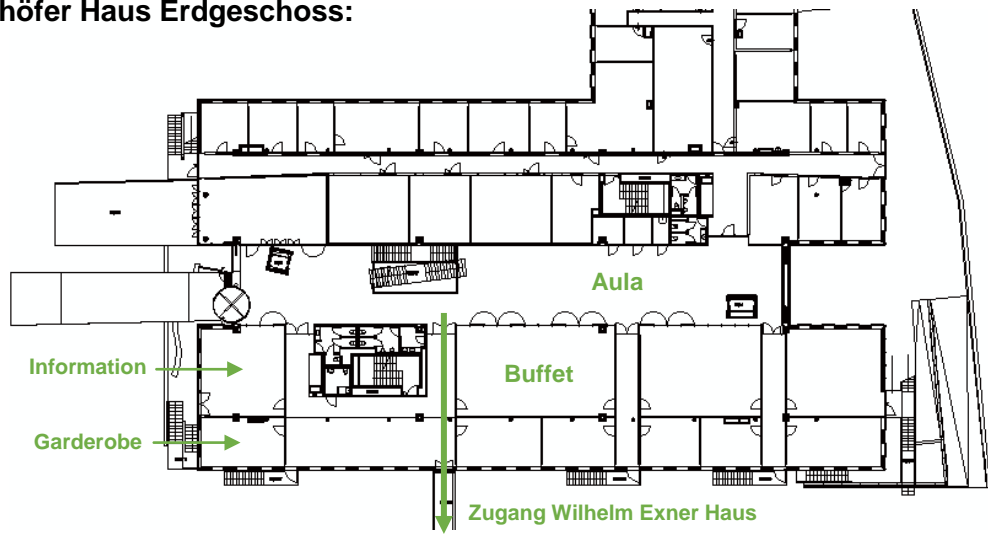 höfer Haus Erdgeschoss:
Aula
Information
Buffet
Garderobe
Zugang Wilhelm Exner Haus